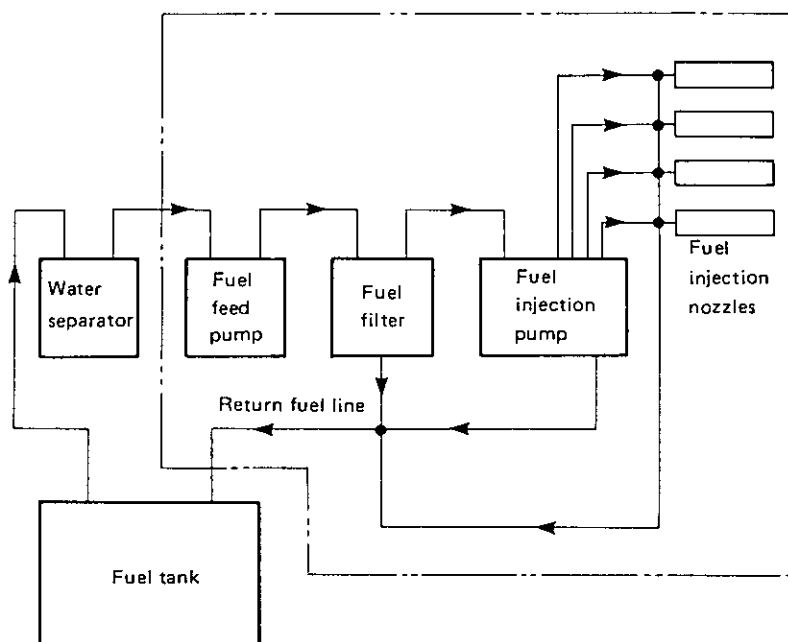 Water
separator
Fuel
feed
pump
Fuel
filter
Fuel
injection
pump
Fuel
injection
nozzles
Return fuel line
Fuel tank